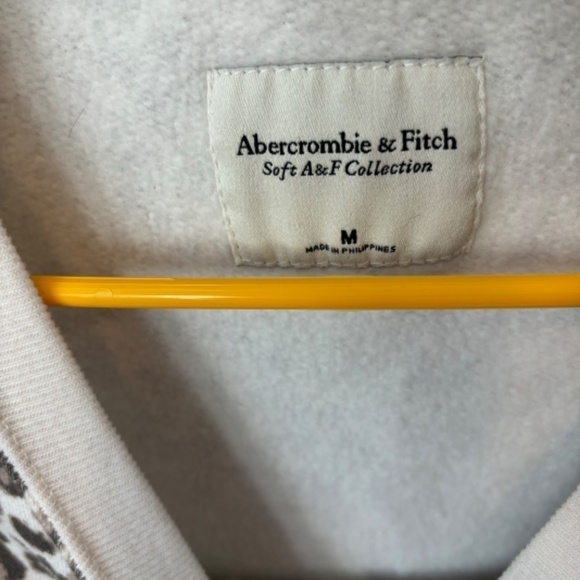 Abercrombie & Fitch
Soft A&F Collection
M
MADE IN PHILIPPINES